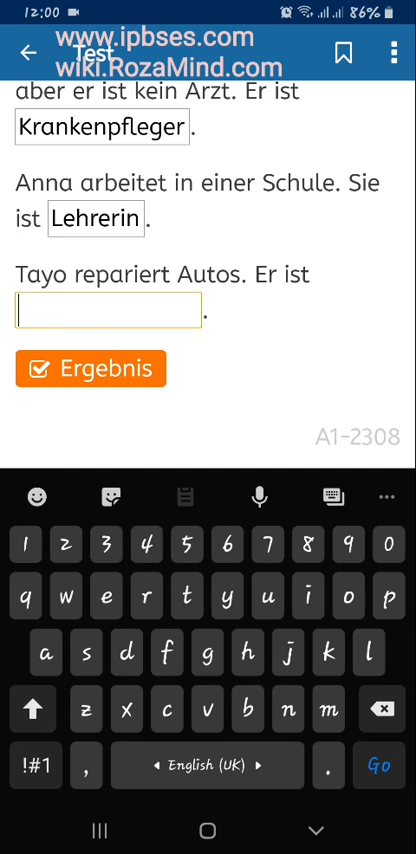 12:00 86%
www.ipbses.com
Test
wiki.RozaMind.com
aber er ist kein Arzt. Er ist
Krankenpfleger.
Anna arbeitet in einer Schule. Sie
ist Lehrerin.
Tayo repariert Autos. Er ist
.
Ergebnis
A1-2308
1 2 3 4 5 6 7 8 9 0
q w e r t y u i o p
a s d f g h j k l
z x c v b n m
!#1 , English (UK) . Go